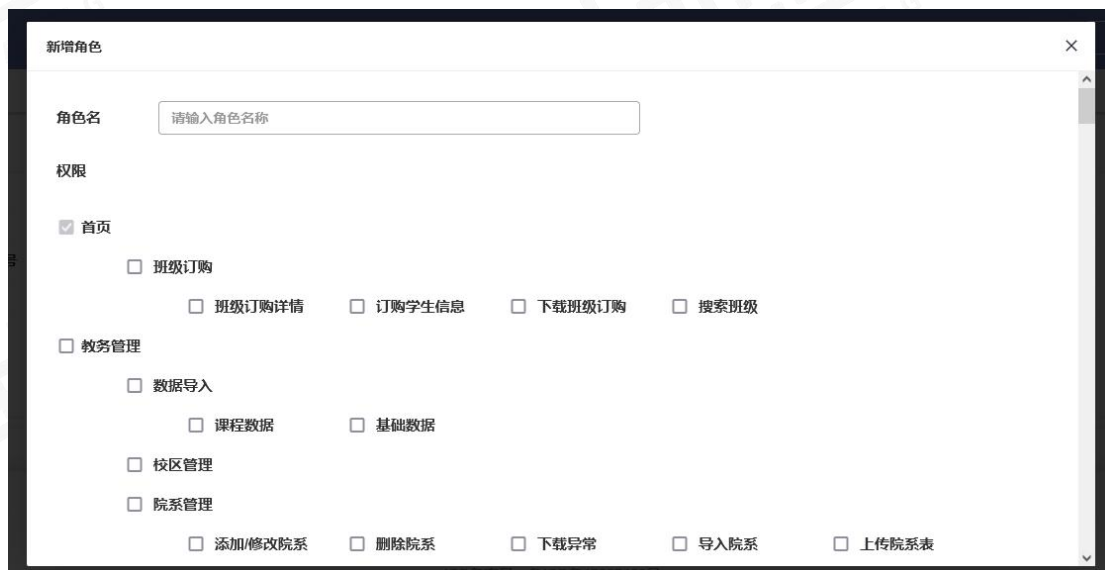 新增角色
角色名 请输入角色名称
权限
首页
班级订购
班级订购详情 订购学生信息 下载班级订购 搜索班级
教务管理
数据导入
课程数据 基础数据
校区管理
院系管理
添加/修改院系 删除院系 下载异常 导入院系 上传院系表